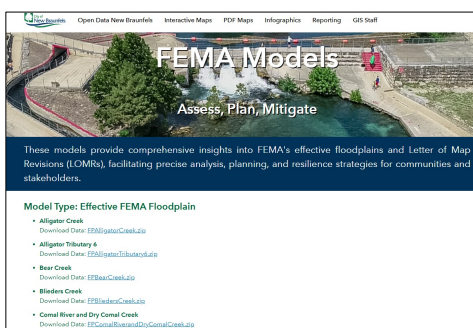 City of
New Braunfels
Open Data New Braunfels Interactive Maps PDF Maps Infographics Reporting GIS Staff
FEMA Models
Assess, Plan, Mitigate
These models provide comprehensive insights into FEMA's effective floodplains and Letter of Map
Revisions (LOMRs), facilitating precise analysis, planning, and resilience strategies for communities and
stakeholders.
Model Type: Effective FEMA Floodplain
• Alligator Creek
Download Data: FPAlligatorCreek.zip
• Alligator Tributary 6
Download Data: FPAlligatorTributary6.zip
• Bear Creek
Download Data: FPBearCreek.zip
• Blieders Creek
Download Data: FPBliedersCreek.zip
• Comal River and Dry Comal Creek
Download Data: FPComalRiverandDryComalCreek.zip